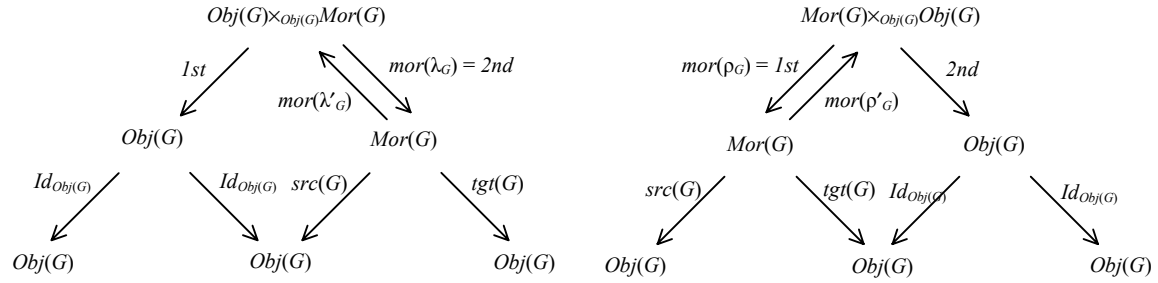 Obj(G)×Obj(G)Mor(G) Mor(G)×Obj(G)Obj(G)
1st mor(λG) = 2nd mor(ρG) = 1st 2nd
mor(λ′G) mor(ρ′G)
Obj(G) Mor(G) Mor(G) Obj(G)
IdObj(G) IdObj(G) src(G) tgt(G) src(G) tgt(G) IdObj(G) IdObj(G)
Obj(G) Obj(G) Obj(G) Obj(G) Obj(G) Obj(G)